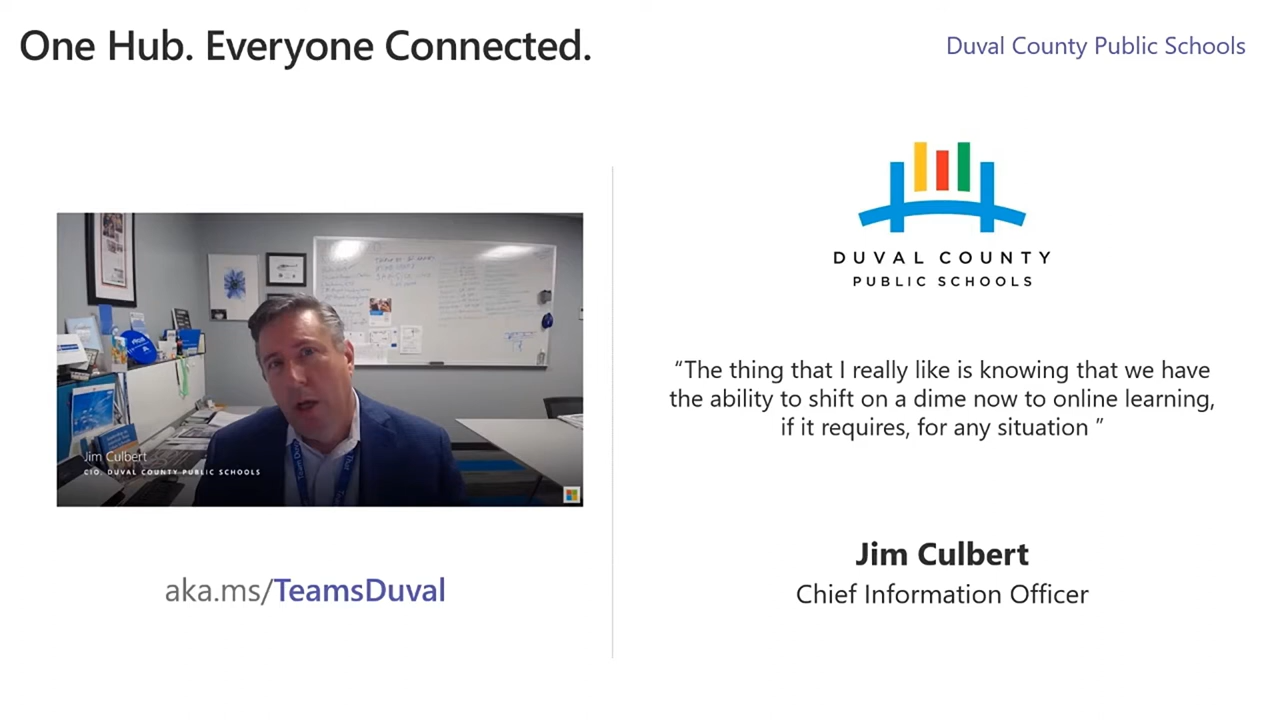 One Hub. Everyone Connected.
Duval County Public Schools
Jim Culbert
CIO, DUVAL COUNTY PUBLIC SCHOOLS
aka.ms/TeamsDuval
DUVAL COUNTY
PUBLIC SCHOOLS
“The thing that I really like is knowing that we have
the ability to shift on a dime now to online learning,
if it requires, for any situation ”
Jim Culbert
Chief Information Officer